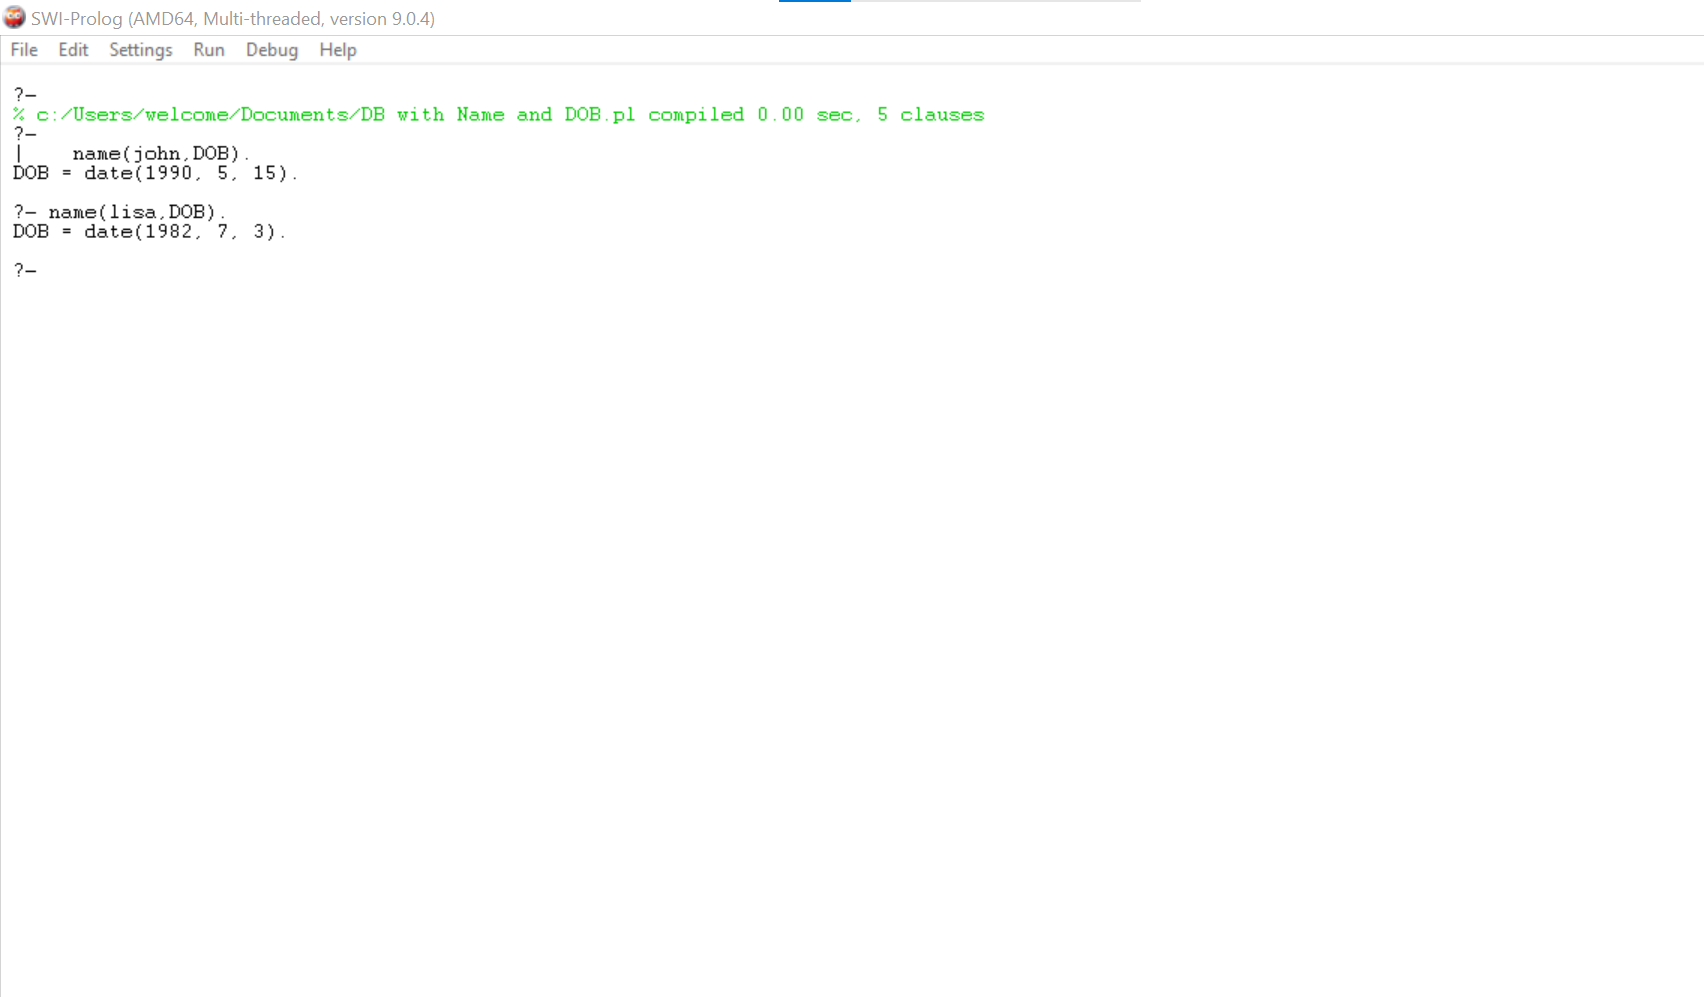 SWI-Prolog (AMD64, Multi-threaded, version 9.0.4)
File Edit Settings Run Debug Help
?-
% c:/Users/welcome/Documents/DB with Name and DOB.pl compiled 0.00 sec, 5 clauses
?-
|    name(john,DOB).
DOB = date(1990, 5, 15).
?- name(lisa,DOB).
DOB = date(1982, 7, 3).
?-